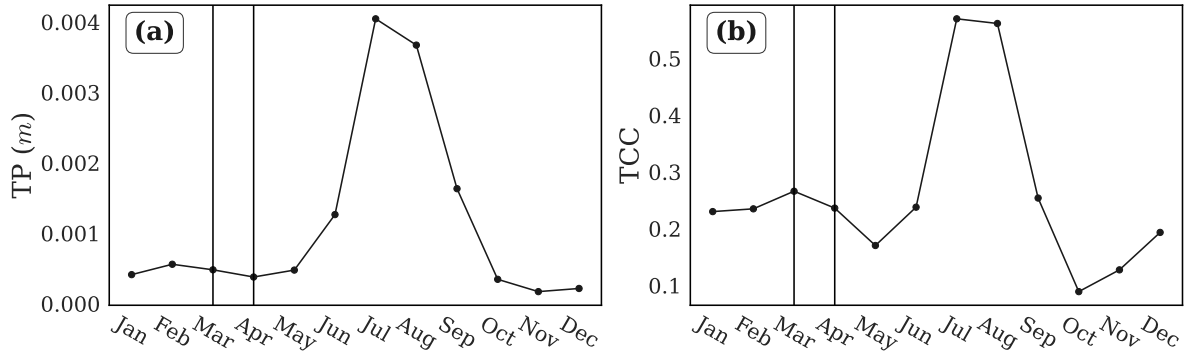 (a)
TP (m)
0.004
0.003
0.002
0.001
0.000
Jan Feb Mar Apr May Jun Jul Aug Sep Oct Nov Dec
(b)
TCC
0.5
0.4
0.3
0.2
0.1
Jan Feb Mar Apr May Jun Jul Aug Sep Oct Nov Dec